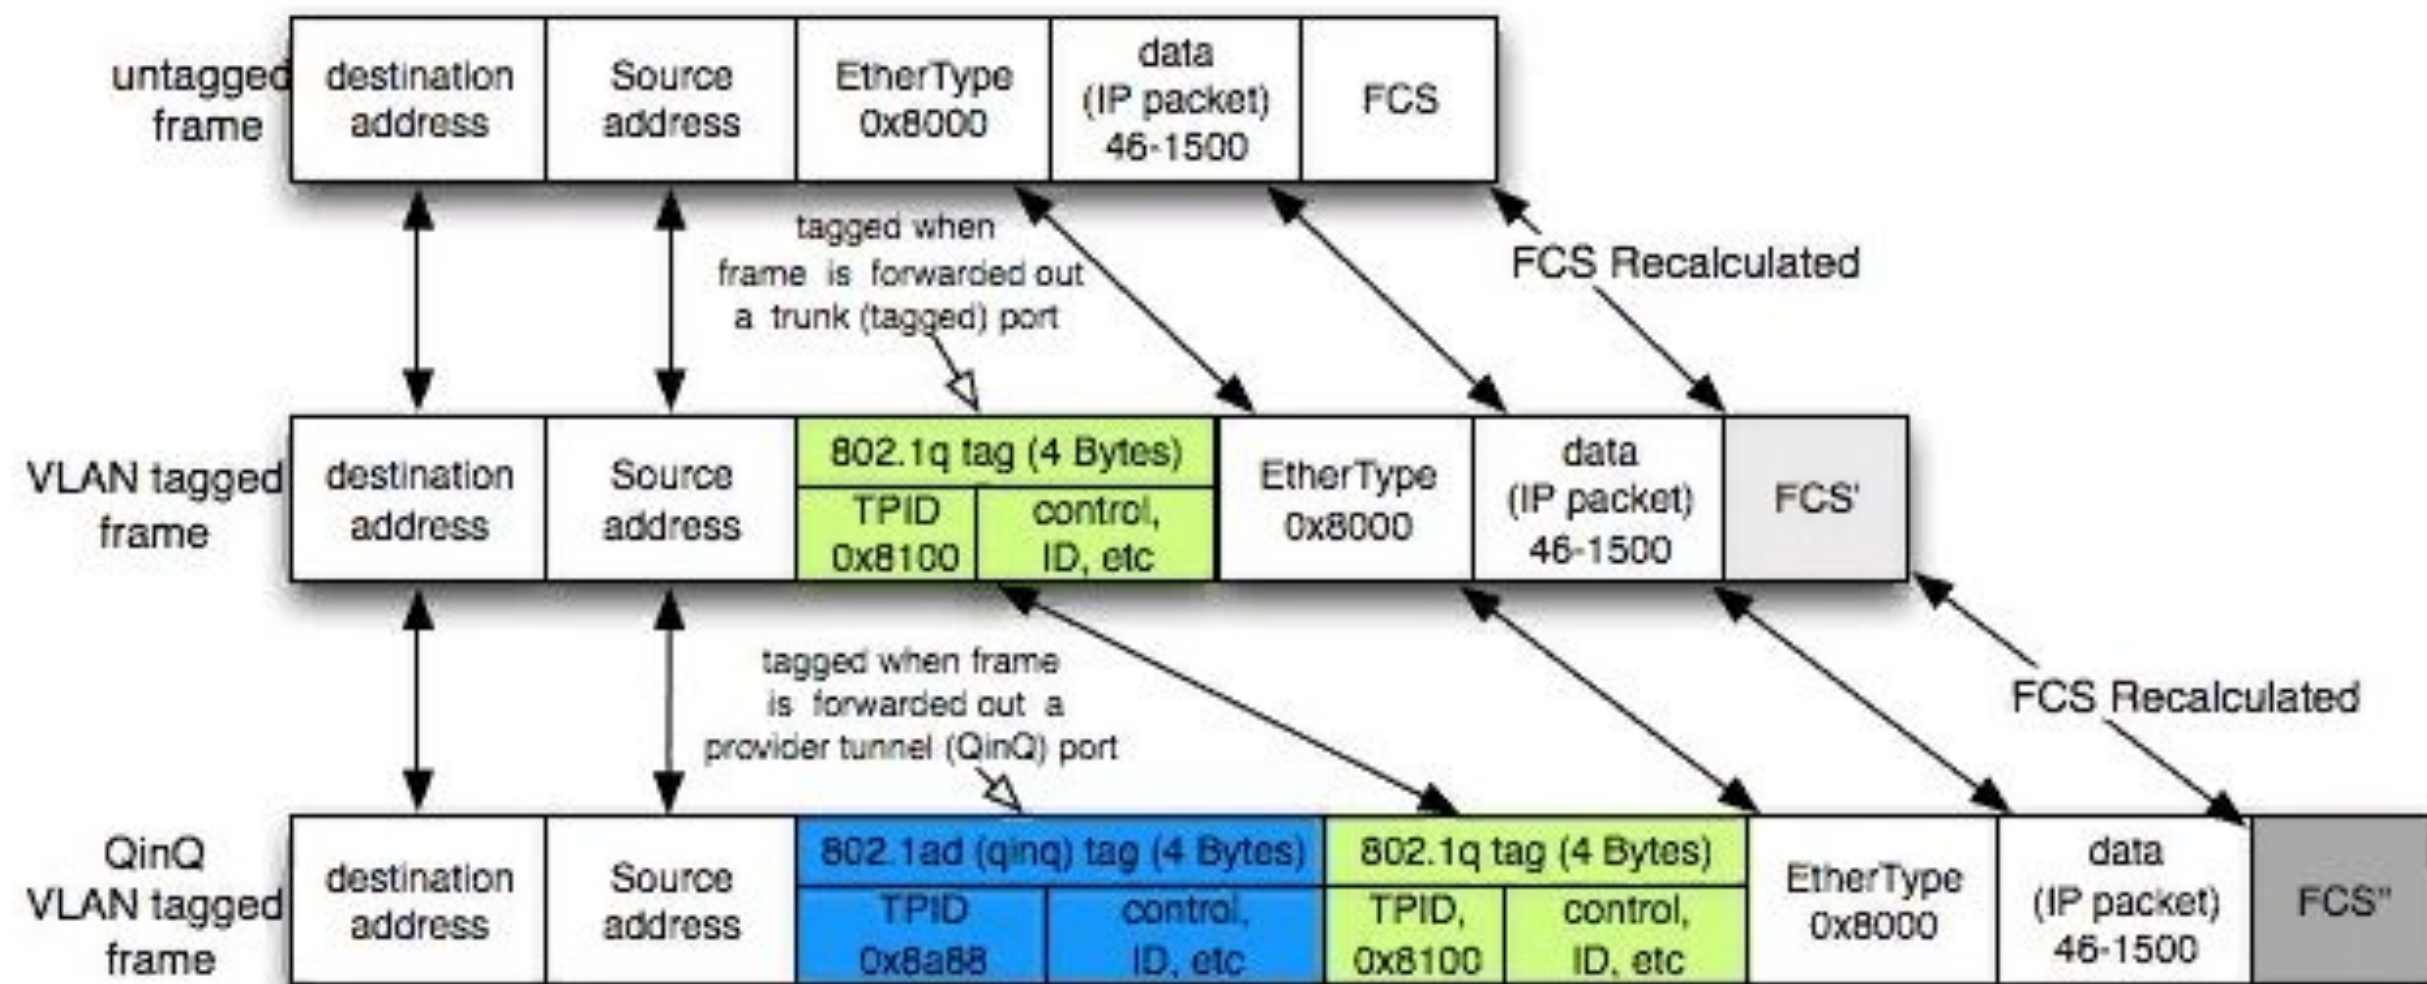 untagged
frame
destination
address
Source
address
EtherType
0x8000
data
(IP packet)
46-1500
FCS
tagged when
frame is forwarded out
a trunk (tagged) port
FCS Recalculated
VLAN tagged
frame
destination
address
Source
address
802.1q tag (4 Bytes)
TPID
0x8100
control,
ID, etc
EtherType
0x8000
data
(IP packet)
46-1500
FCS'
tagged when frame
is forwarded out a
provider tunnel (QinQ) port
FCS Recalculated
QinQ
VLAN tagged
frame
destination
address
Source
address
802.1ad (qinq) tag (4 Bytes)
TPID
0x8a88
control,
ID, etc
802.1q tag (4 Bytes)
TPID,
0x8100
control,
ID, etc
EtherType
0x8000
data
(IP packet)
46-1500
FCS"